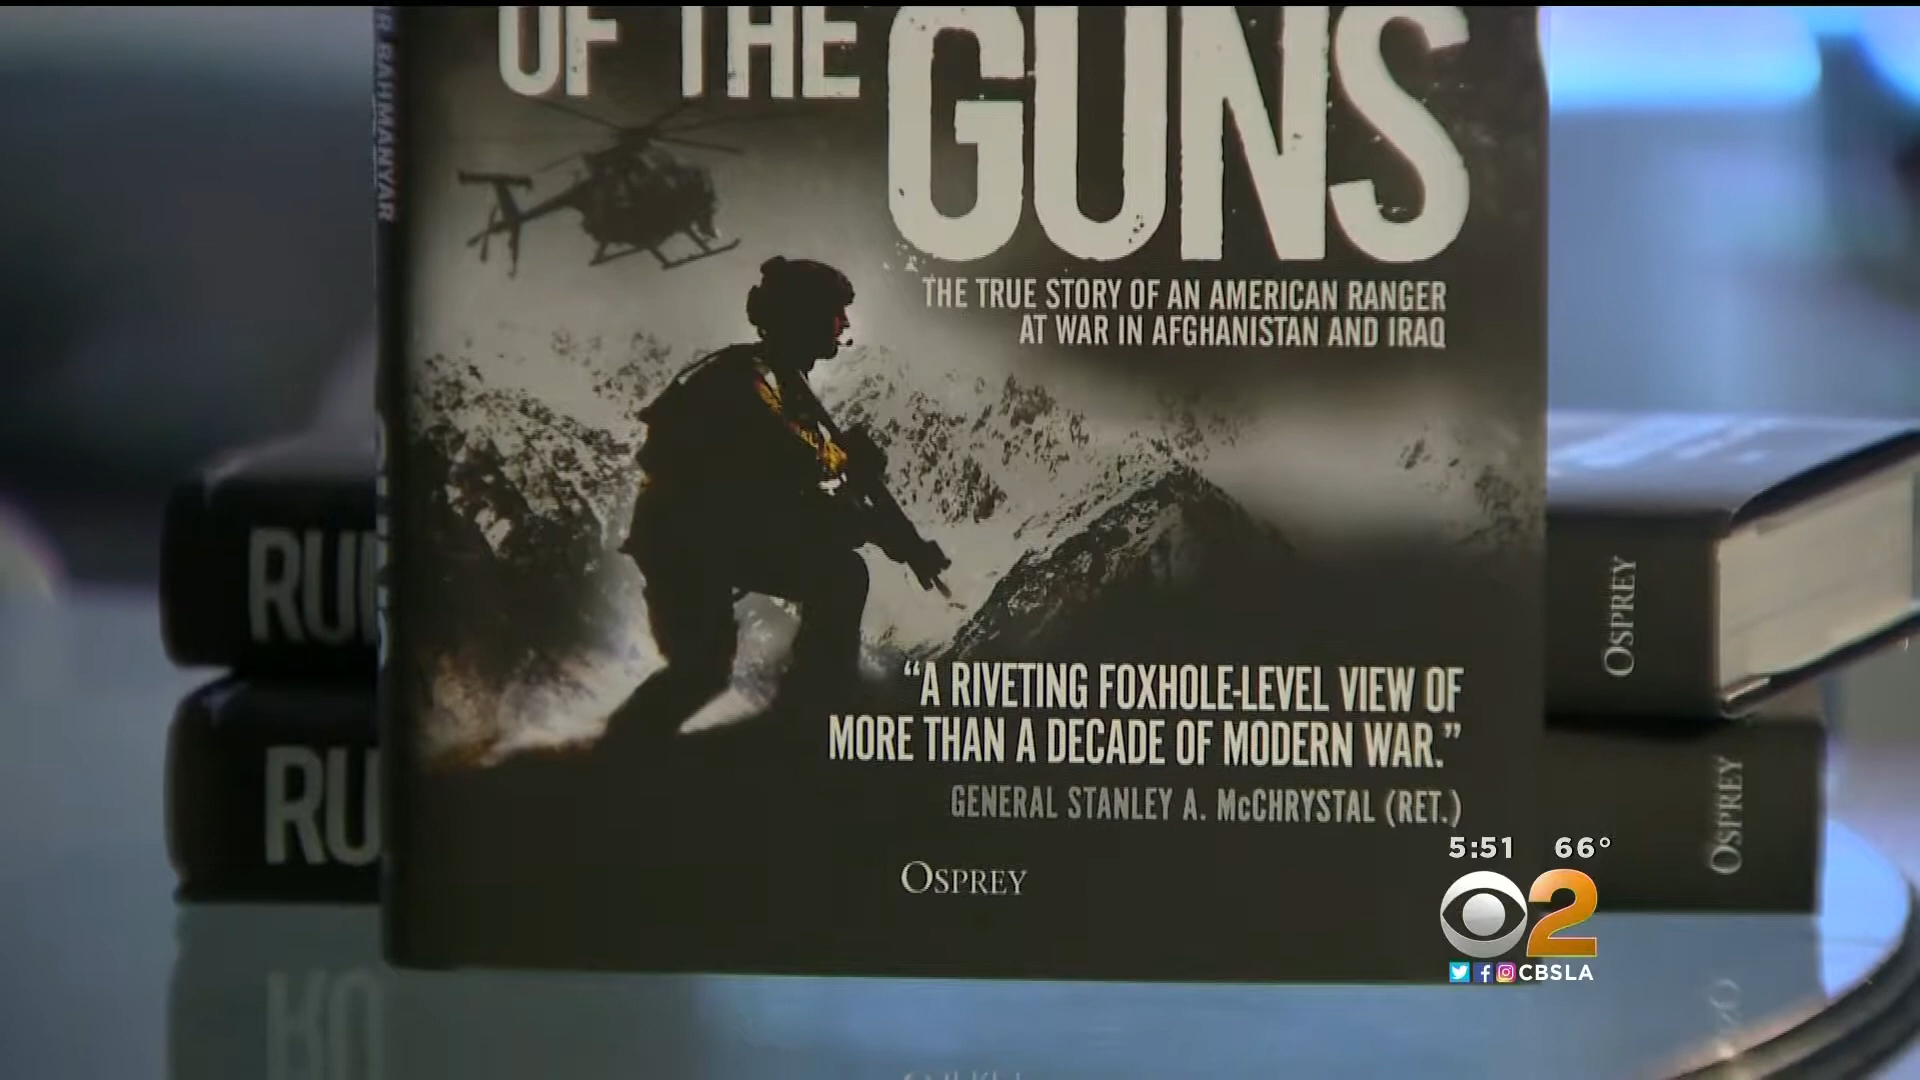 OF THE GUNS
THE TRUE STORY OF AN AMERICAN RANGER
AT WAR IN AFGHANISTAN AND IRAQ
"A RIVETING FOXHOLE-LEVEL VIEW OF
MORE THAN A DECADE OF MODERN WAR."
GENERAL STANLEY A. McCHRYSTAL (RET.)
OSPREY
BAHMANYAR
RU
RU
OSPREY
OSPREY
5:51 66°
2
CBSLA